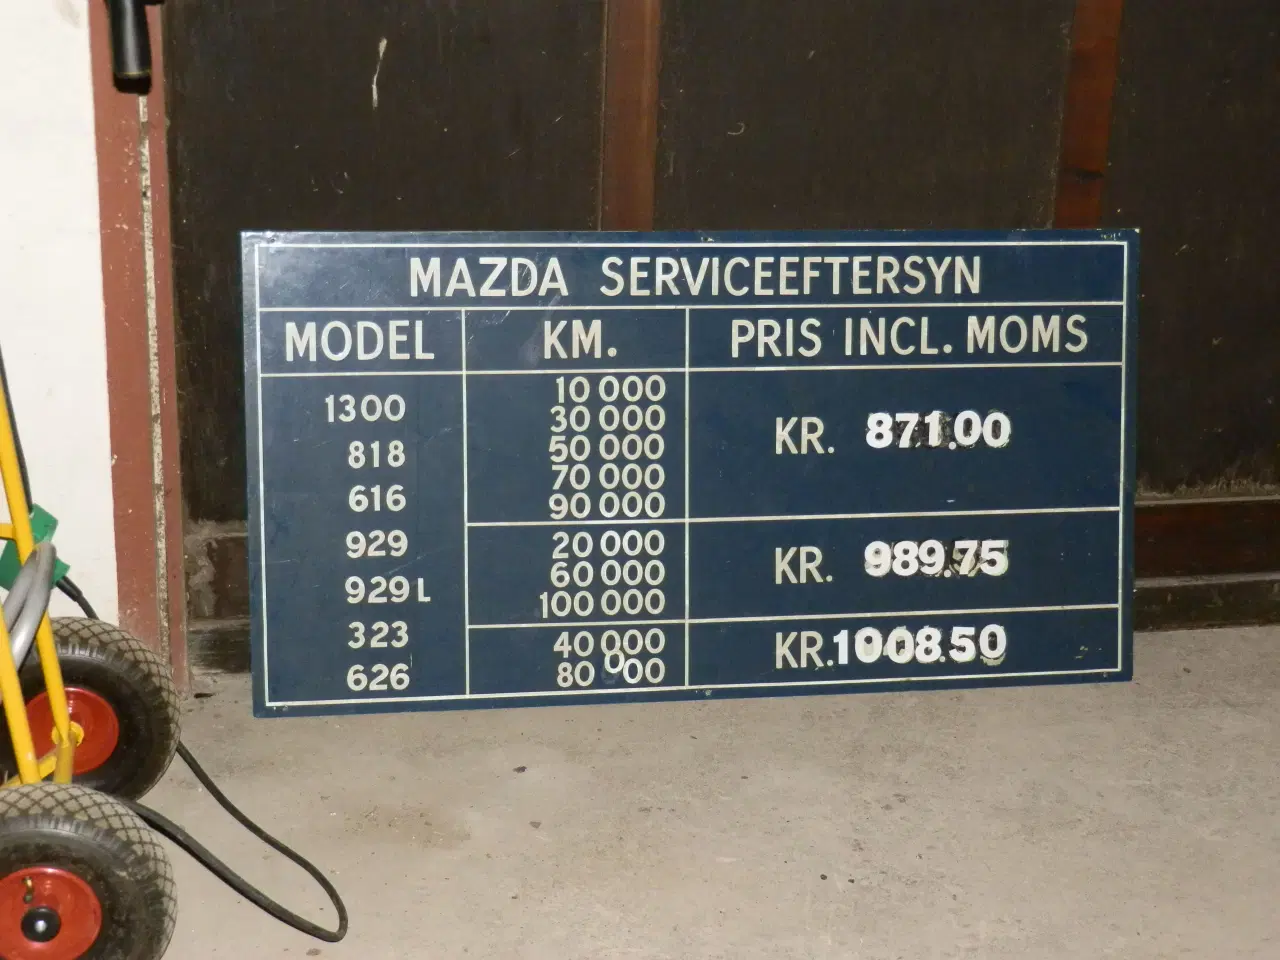 MAZDA SERVICEEFTERSYN
MODEL KM. PRIS INCL. MOMS
1300
818
616
929
929 L
323
626
10 000
30 000
50 000
70 000
90 000
KR. 871.00
20 000
60 000
100 000
KR. 989.75
40 000
80 000
KR. 1008.50